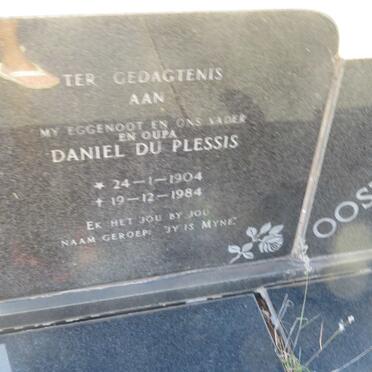 TER GEDAGTENIS
AAN
MY EGGENOOT EN ONS VADER
EN OUPA
DANIEL DU PLESSIS
* 24-1-1904
† 19-12-1984
EK HET JOU BY JOU
NAAM GEROEP: "JY IS MYNE"
OOS